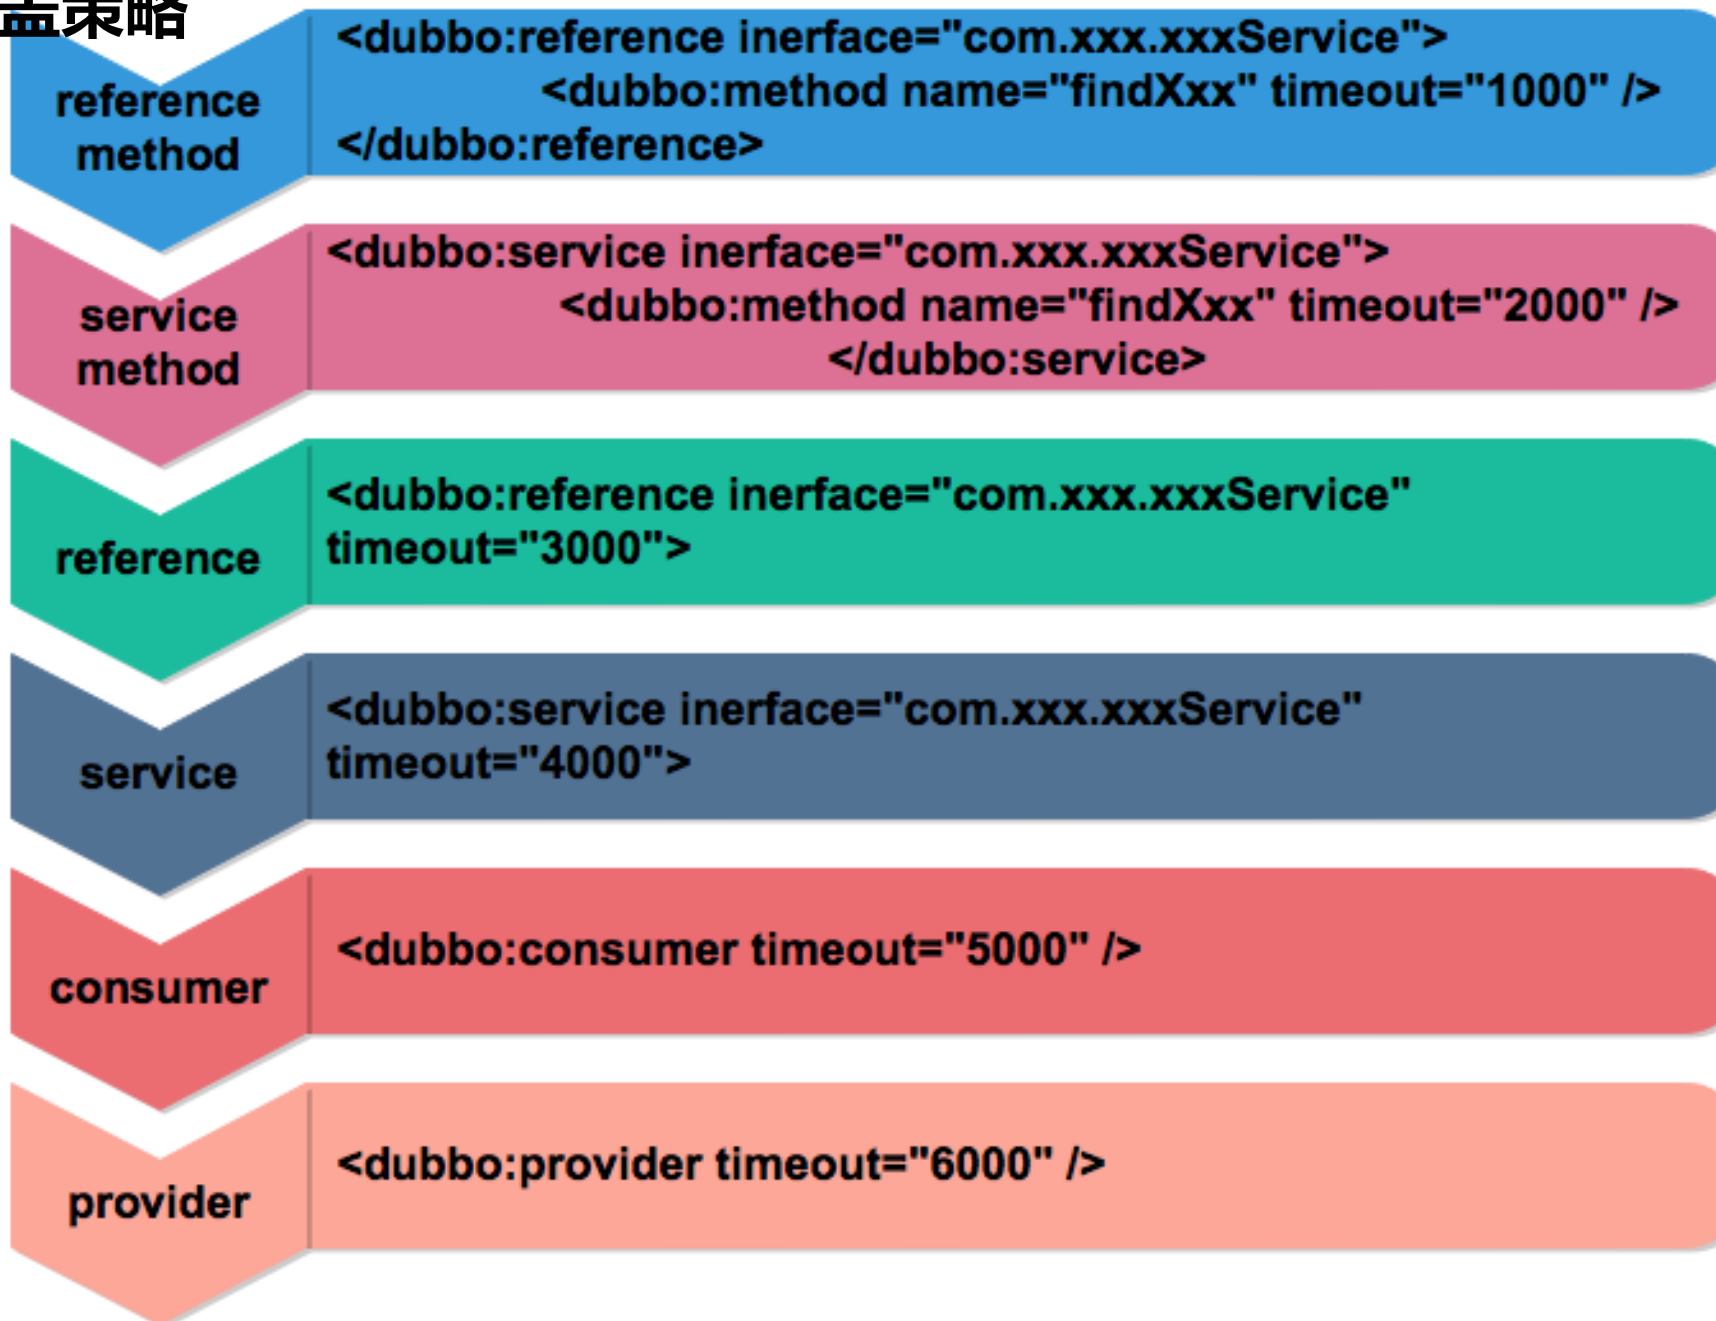 盖策略
reference
method
<dubbo:reference inerface="com.xxx.xxxService">
<dubbo:method name="findXxx" timeout="1000" />
</dubbo:reference>
service
method
<dubbo:service inerface="com.xxx.xxxService">
<dubbo:method name="findXxx" timeout="2000" />
</dubbo:service>
reference
<dubbo:reference inerface="com.xxx.xxxService"
timeout="3000">
service
<dubbo:service inerface="com.xxx.xxxService"
timeout="4000">
consumer
<dubbo:consumer timeout="5000" />
provider
<dubbo:provider timeout="6000" />